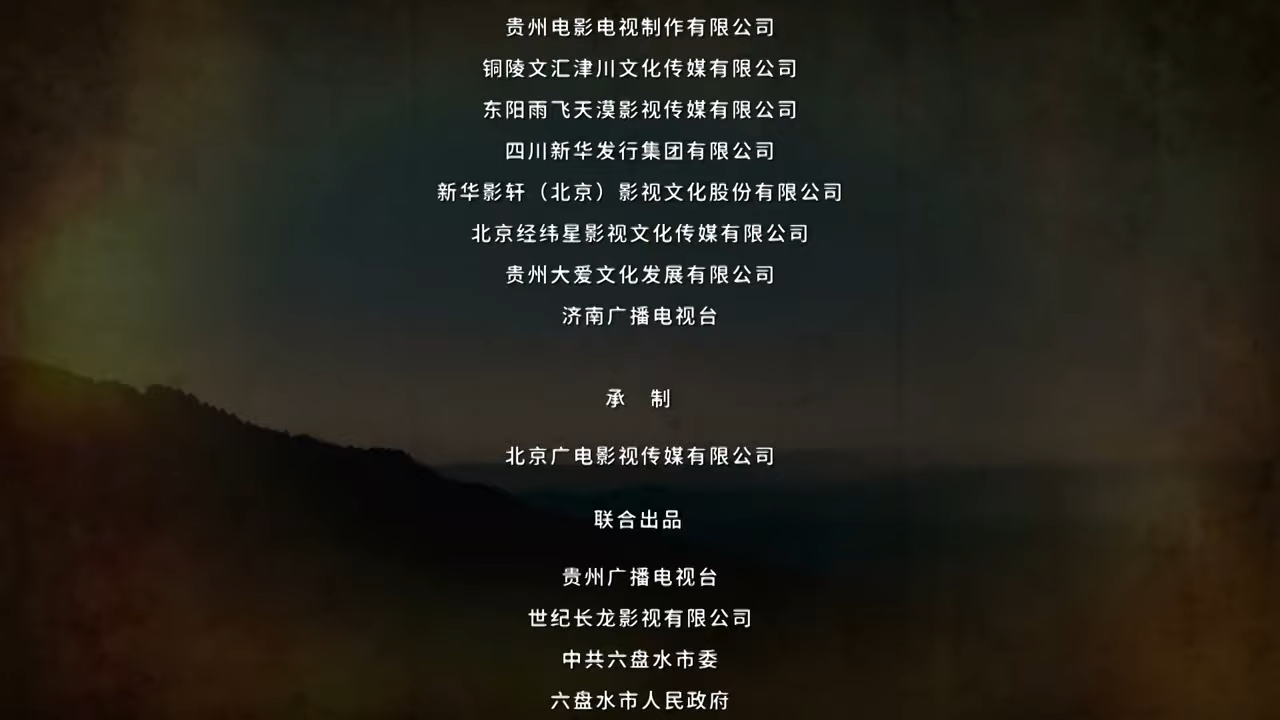 贵州电影电视制作有限公司
铜陵文汇津川文化传媒有限公司
东阳雨飞天漠影视传媒有限公司
四川新华发行集团有限公司
新华影轩（北京）影视文化股份有限公司
北京经纬星影视文化传媒有限公司
贵州大爱文化发展有限公司
济南广播电视台
承 制
北京广电影视传媒有限公司
联合出品
贵州广播电视台
世纪长龙影视有限公司
中共六盘水市委
六盘水市人民政府